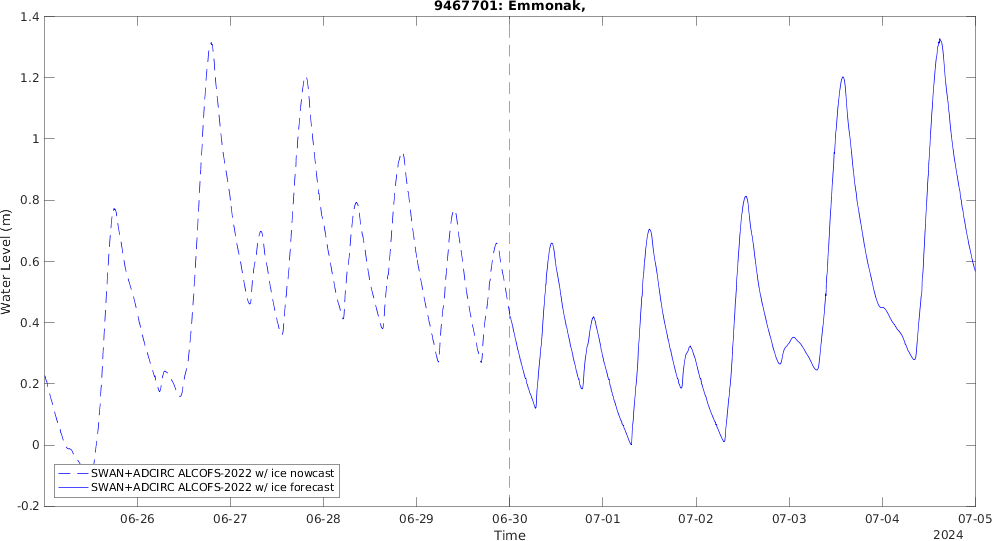 9467701: Emmonak,
1.4
1.2
1
0.8
0.6
0.4
0.2
0
-0.2
Water Level (m)
SWAN+ADCIRC ALCOFS-2022 w/ ice nowcast
SWAN+ADCIRC ALCOFS-2022 w/ ice forecast
06-26 06-27 06-28 06-29 06-30 07-01 07-02 07-03 07-04 07-05
Time
2024